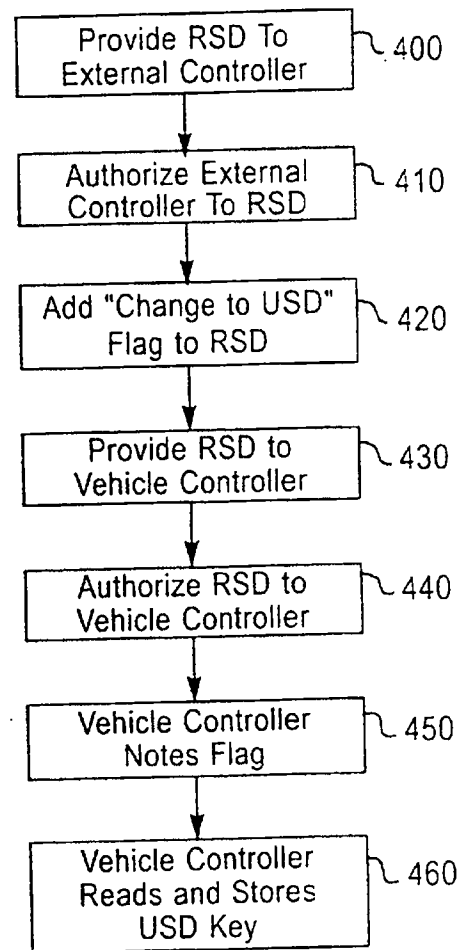 Provide RSD To
External Controller
400
Authorize External
Controller To RSD
410
Add "Change to USD"
Flag to RSD
420
Provide RSD to
Vehicle Controller
430
Authorize RSD to
Vehicle Controller
440
Vehicle Controller
Notes Flag
450
Vehicle Controller
Reads and Stores
USD Key
460